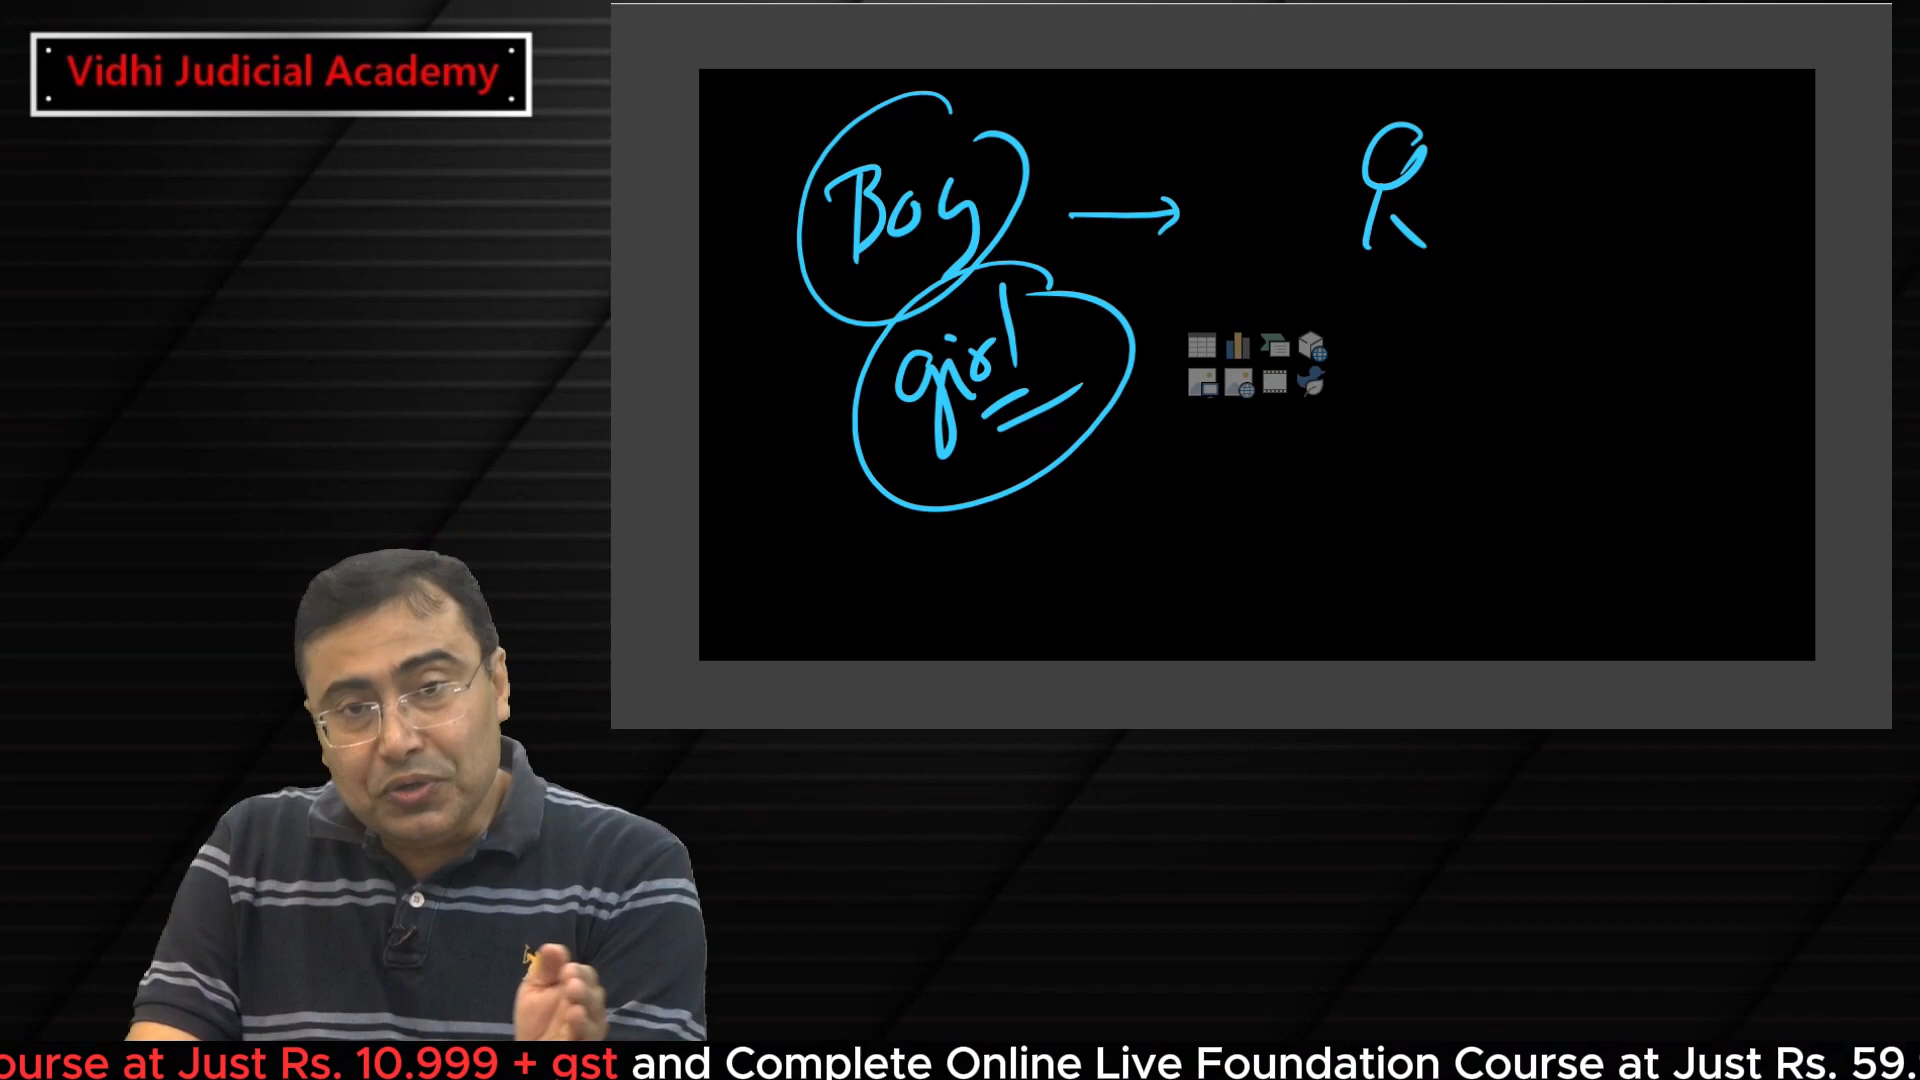 Vidhi Judicial Academy
Boy
girl
ourse at Just Rs. 10.999 + gst and Complete Online Live Foundation Course at Just Rs. 59.